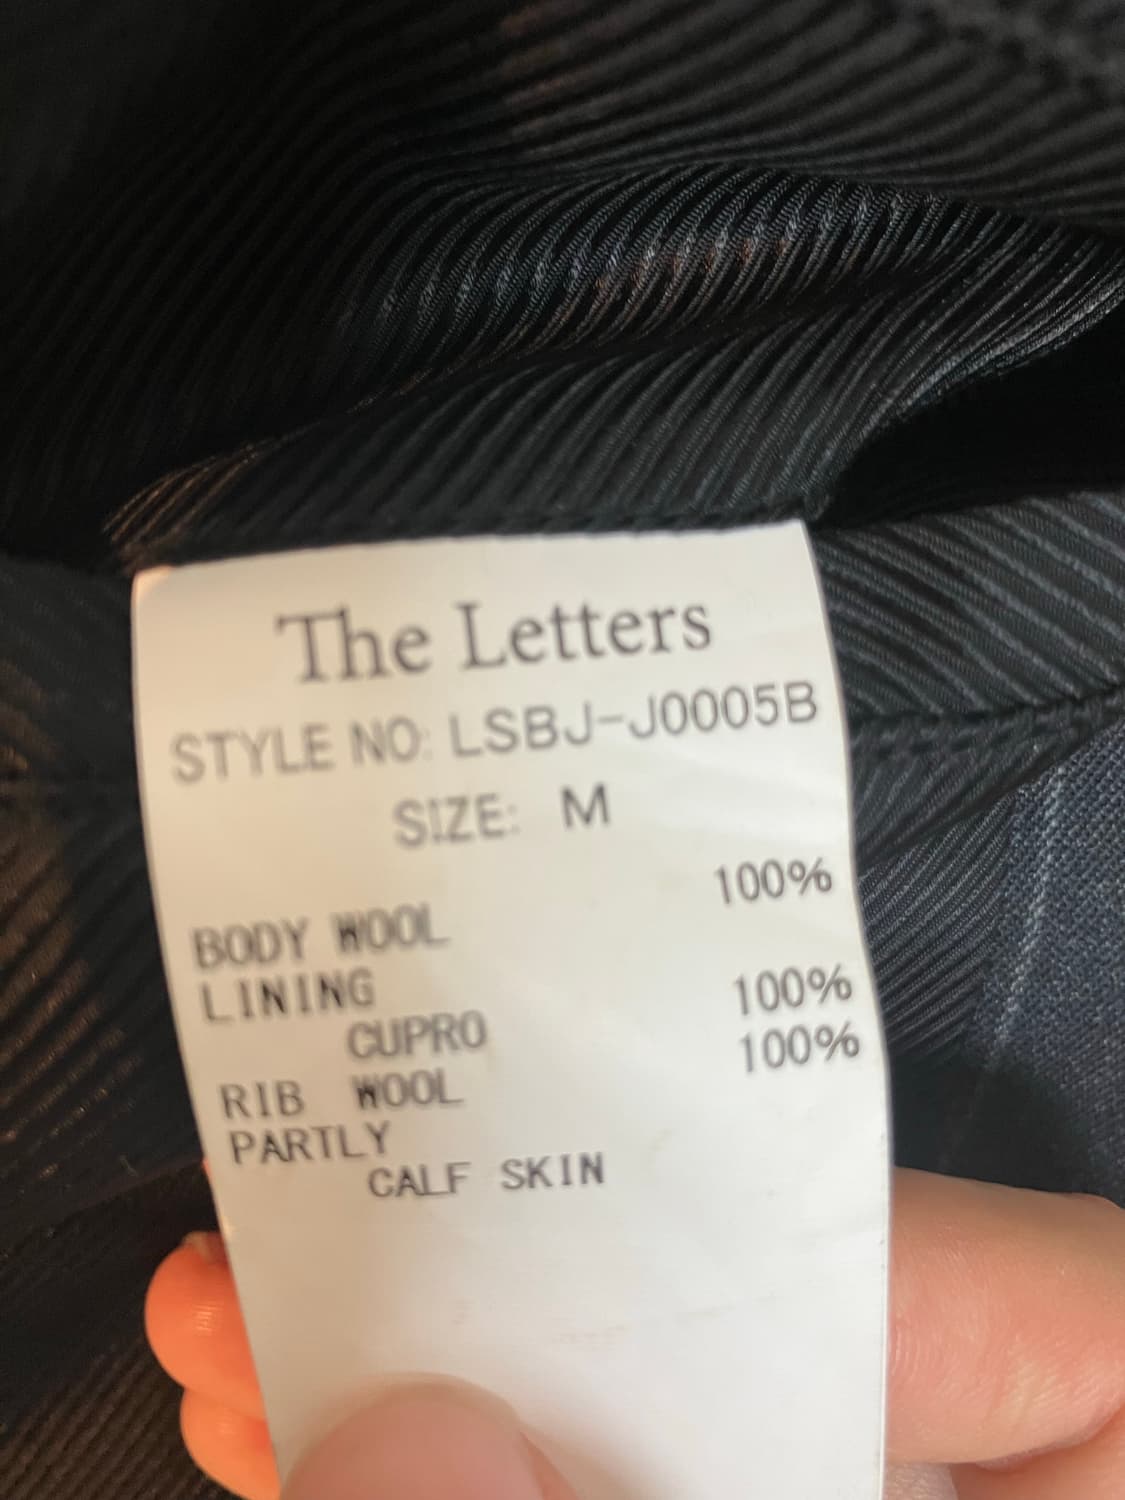 The Letters
STYLE NO: LSBJ-J0005B
SIZE: M
BODY WOOL 100%
LINING
CUPRO 100%
RIB WOOL 100%
PARTLY
CALF SKIN